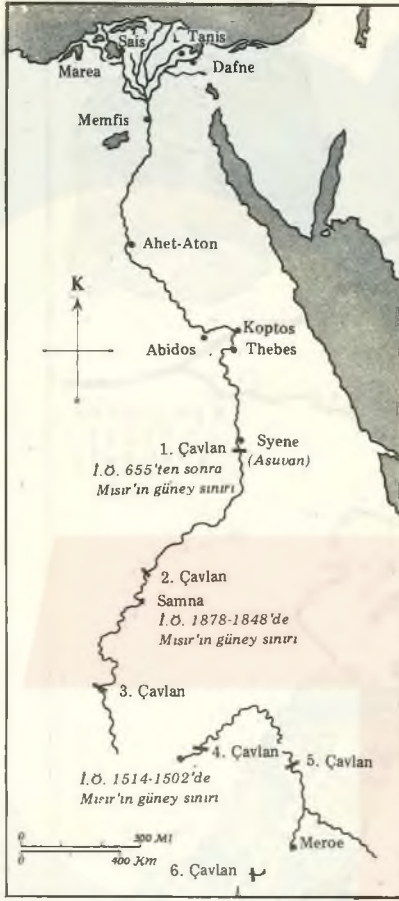 Sais
Tanis
Marea
Dafne
Memfis
Ahet-Aton
K
Koptos
Abidos
Thebes
1. Çavlan
Syene
(Asuvan)
İ.Ö. 655'ten sonra
Mısır'ın güney sınırı
2. Çavlan
Samna
İ.Ö. 1878-1848'de
Mısır'ın güney sınırı
3. Çavlan
4. Çavlan
5. Çavlan
İ.Ö. 1514-1502'de
Mısır'ın güney sınırı
0 300 Mİ
400 Km
Meroe
6. Çavlan